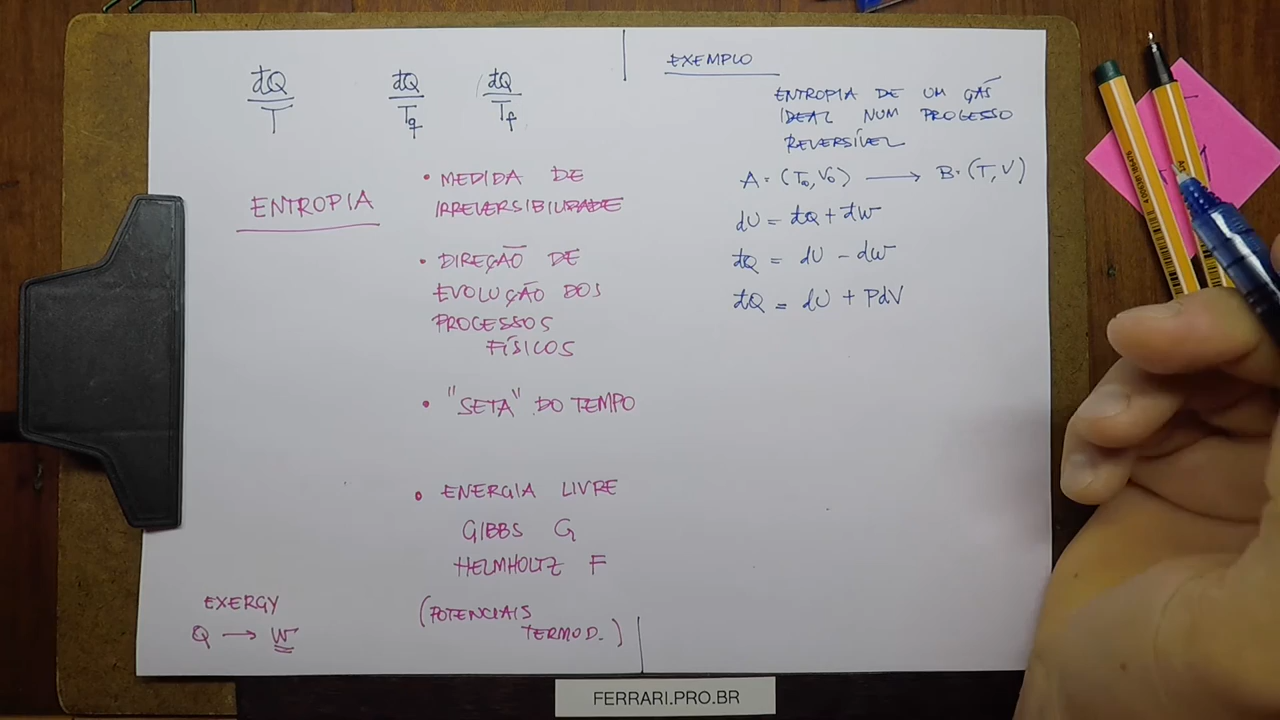 đQ/T
đQ/Tq
đQ/Tf
ENTROPIA
• MEDIDA DE
IRREVERSIBILIDADE
• DIREÇÃO DE
EVOLUÇÃO DOS
PROCESSOS
FÍSICOS
• "SETA" DO TEMPO
• ENERGIA LIVRE
GIBBS G
HELMHOLTZ F
(POTENCIAIS
TERMOD.)
EXERGY
Q → W
EXEMPLO
ENTROPIA DE UM GÁS
IDEAL NUM PROCESSO
REVERSÍVEL
A = (T₀, V₀) → B = (T, V)
dU = đQ + đW
đQ = dU - đW
đQ = dU + PdV
FERRARI.PRO.BR